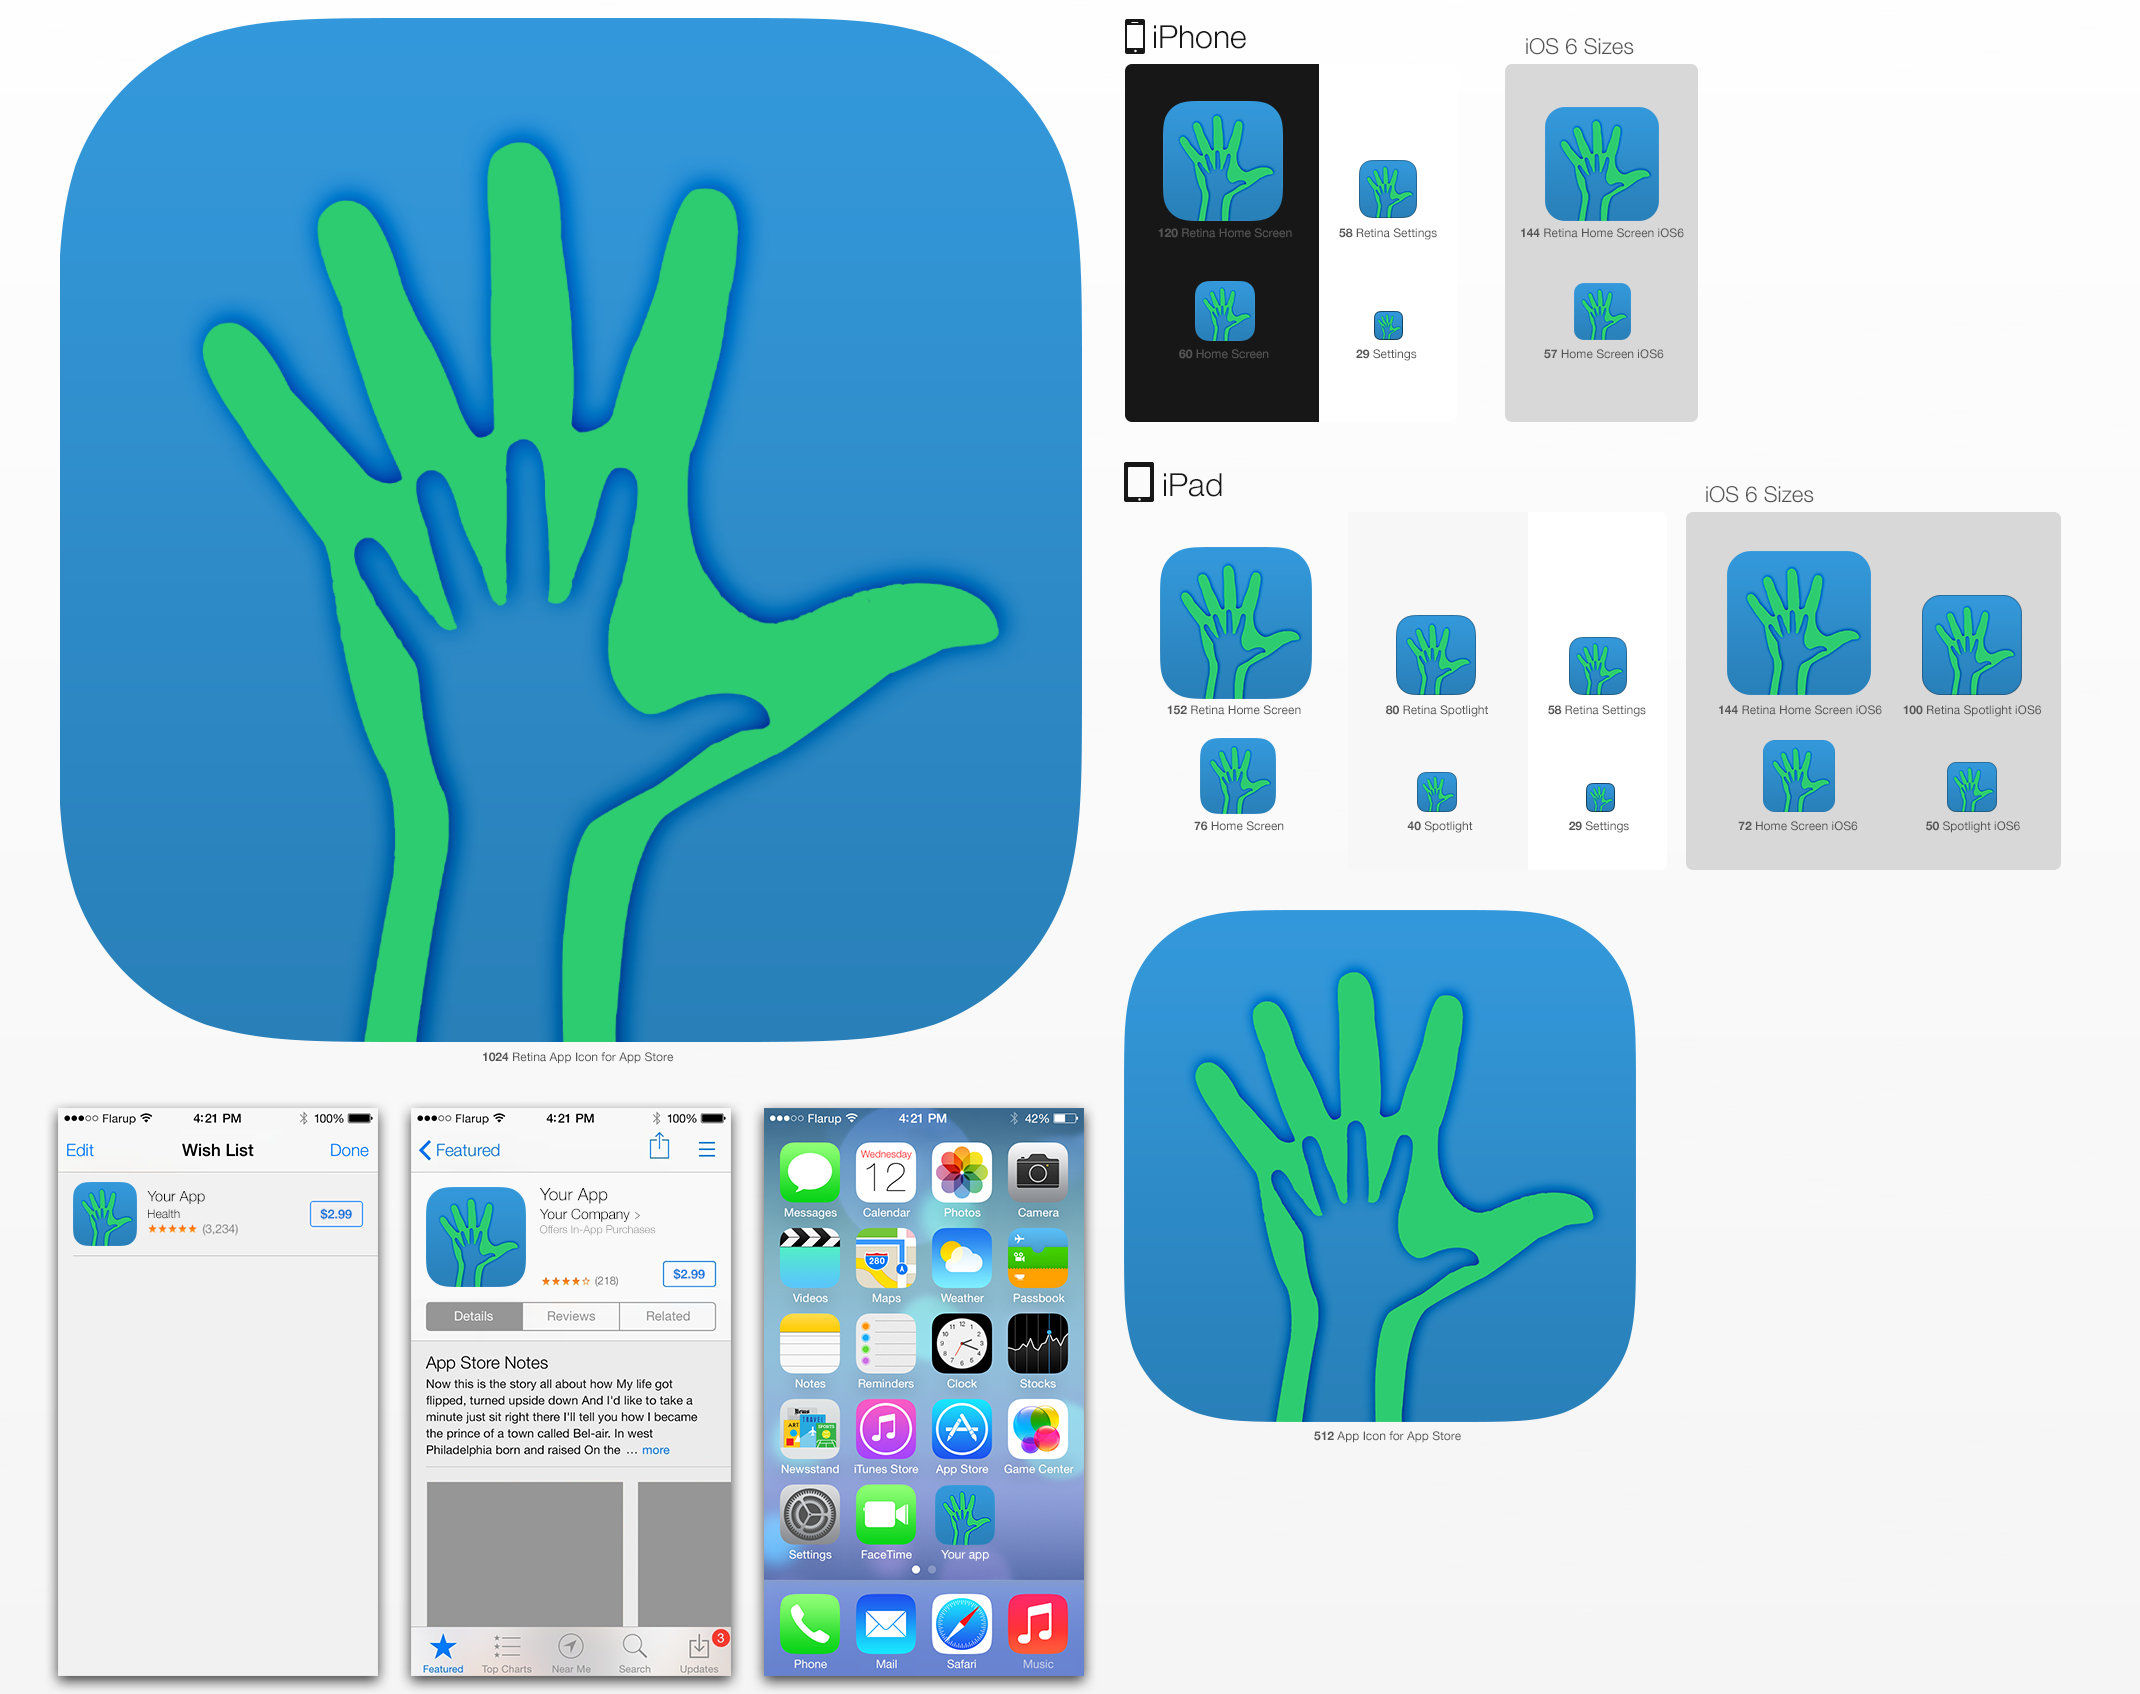 iPhone
iOS 6 Sizes
120 Retina Home Screen
58 Retina Settings
144 Retina Home Screen iOS6
60 Home Screen
29 Settings
57 Home Screen iOS6
iPad
iOS 6 Sizes
152 Retina Home Screen
80 Retina Spotlight
58 Retina Settings
144 Retina Home Screen iOS6
100 Retina Spotlight iOS6
76 Home Screen
40 Spotlight
29 Settings
72 Home Screen iOS6
50 Spotlight iOS6
1024 Retina App Icon for App Store
512 App Icon for App Store
Flarup 4:21 PM 100%
Edit Wish List Done
Your App
Health
(3,234)
$2.99
Flarup 4:21 PM 100%
Featured
Your App
Your Company >
Offers In-App Purchases
(218)
$2.99
Details Reviews Related
App Store Notes
Now this is the story all about how My life got
flipped, turned upside down And I'd like to take a
minute just sit right there I'll tell you how I became
the prince of a town called Bel-air. In west
Philadelphia born and raised On the ... more
3
Featured Top Charts Near Me Search Updates
Flarup 4:21 PM 42%
Wednesday
12
Messages Calendar Photos Camera
280
Videos Maps Weather Passbook
Notes Reminders Clock Stocks
News
ART TRAVEL SPORTS
Newsstand iTunes Store App Store Game Center
Settings FaceTime Your app
Phone Mail Safari Music